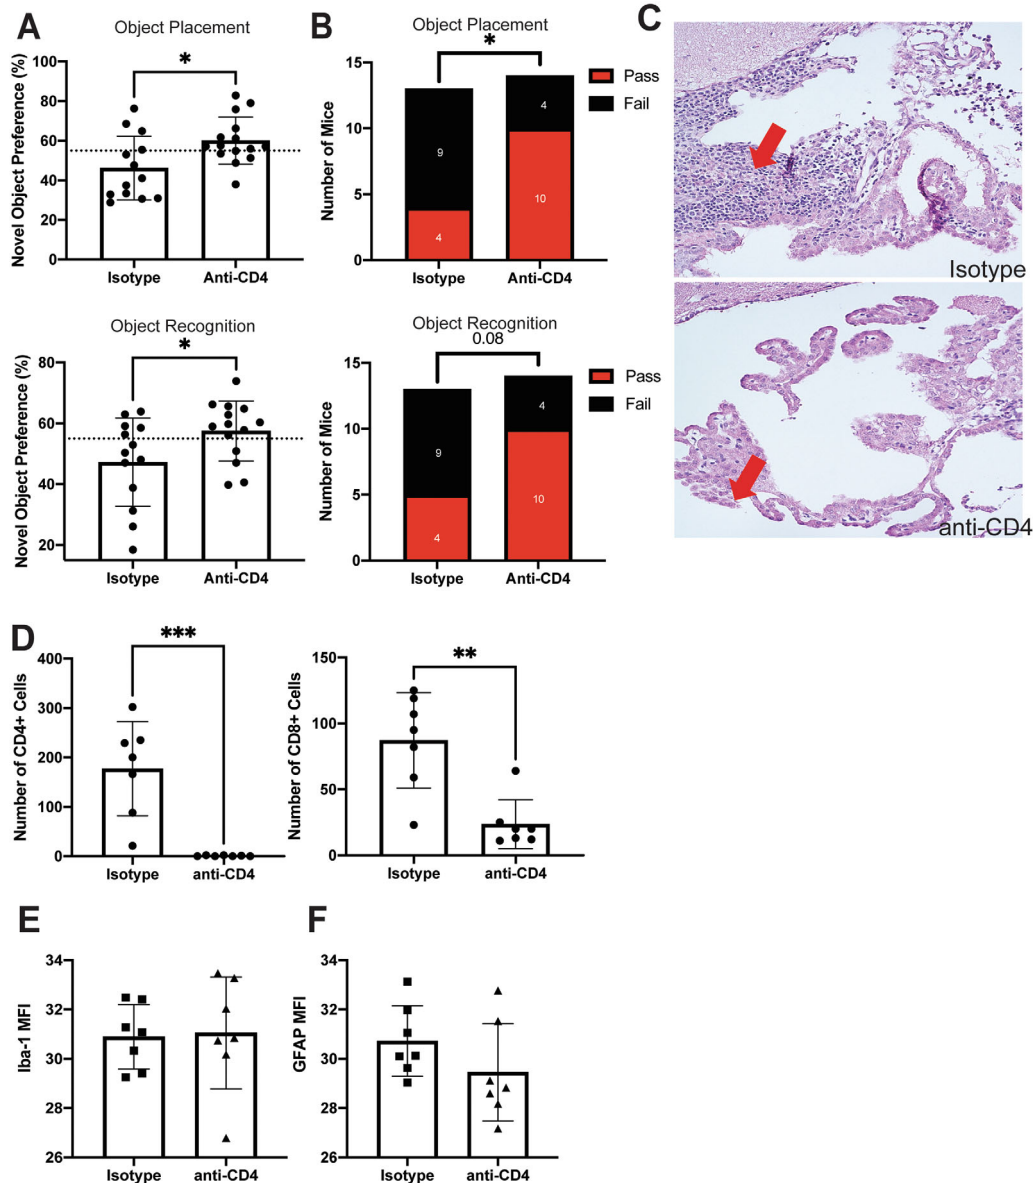 A
Object Placement
*
Novel Object Preference (%)
100
80
60
40
20
0
Isotype
Anti-CD4
Object Recognition
*
Novel Object Preference (%)
80
60
40
20
Isotype
Anti-CD4
B
Object Placement
*
Number of Mice
15
10
5
0
9
4
4
10
Isotype
Anti-CD4
Pass
Fail
Object Recognition
0.08
Number of Mice
15
10
5
0
9
4
4
10
Isotype
Anti-CD4
Pass
Fail
C
Isotype
anti-CD4
D
***
Number of CD4+ Cells
400
300
200
100
0
Isotype
anti-CD4
**
Number of CD8+ Cells
150
100
50
0
Isotype
anti-CD4
E
Iba-1 MFI
34
32
30
28
26
Isotype
anti-CD4
F
GFAP MFI
34
32
30
28
26
Isotype
anti-CD4